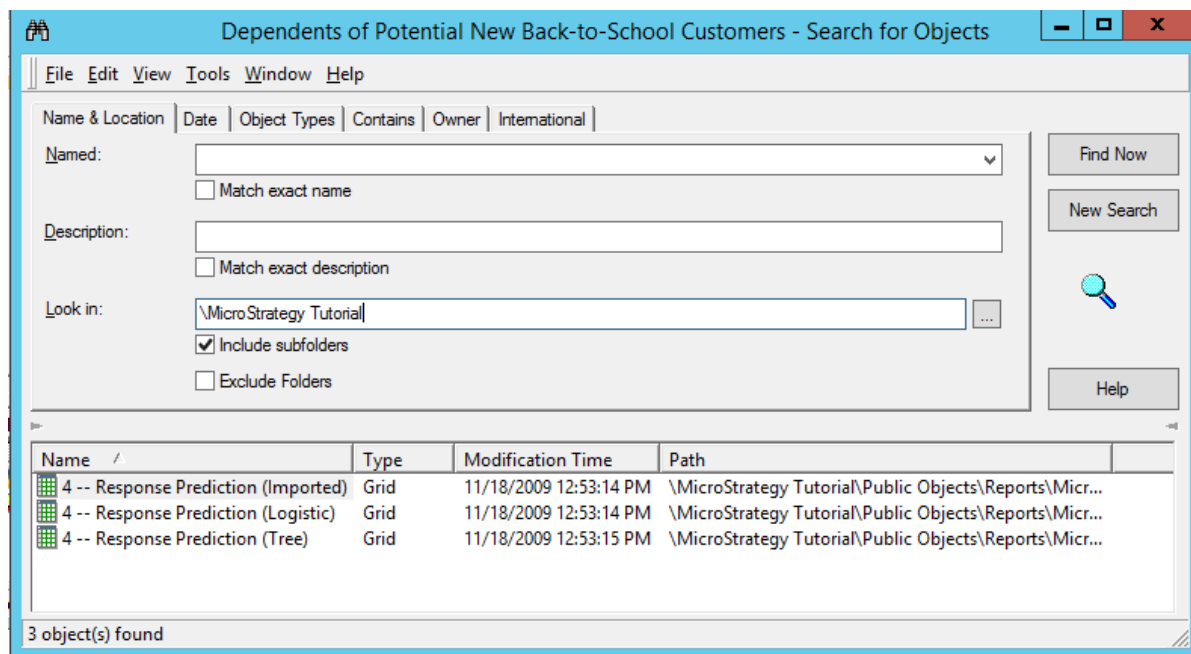 Dependents of Potential New Back-to-School Customers - Search for Objects
File Edit View Tools Window Help
Name & Location Date Object Types Contains Owner International
Named:
Find Now
Match exact name
New Search
Description:
Match exact description
Look in:
\MicroStrategy Tutorial
...
Include subfolders
Exclude Folders
Help
Name Type Modification Time Path
4 -- Response Prediction (Imported) Grid 11/18/2009 12:53:14 PM \MicroStrategy Tutorial\Public Objects\Reports\Micr...
4 -- Response Prediction (Logistic) Grid 11/18/2009 12:53:14 PM \MicroStrategy Tutorial\Public Objects\Reports\Micr...
4 -- Response Prediction (Tree) Grid 11/18/2009 12:53:15 PM \MicroStrategy Tutorial\Public Objects\Reports\Micr...
3 object(s) found